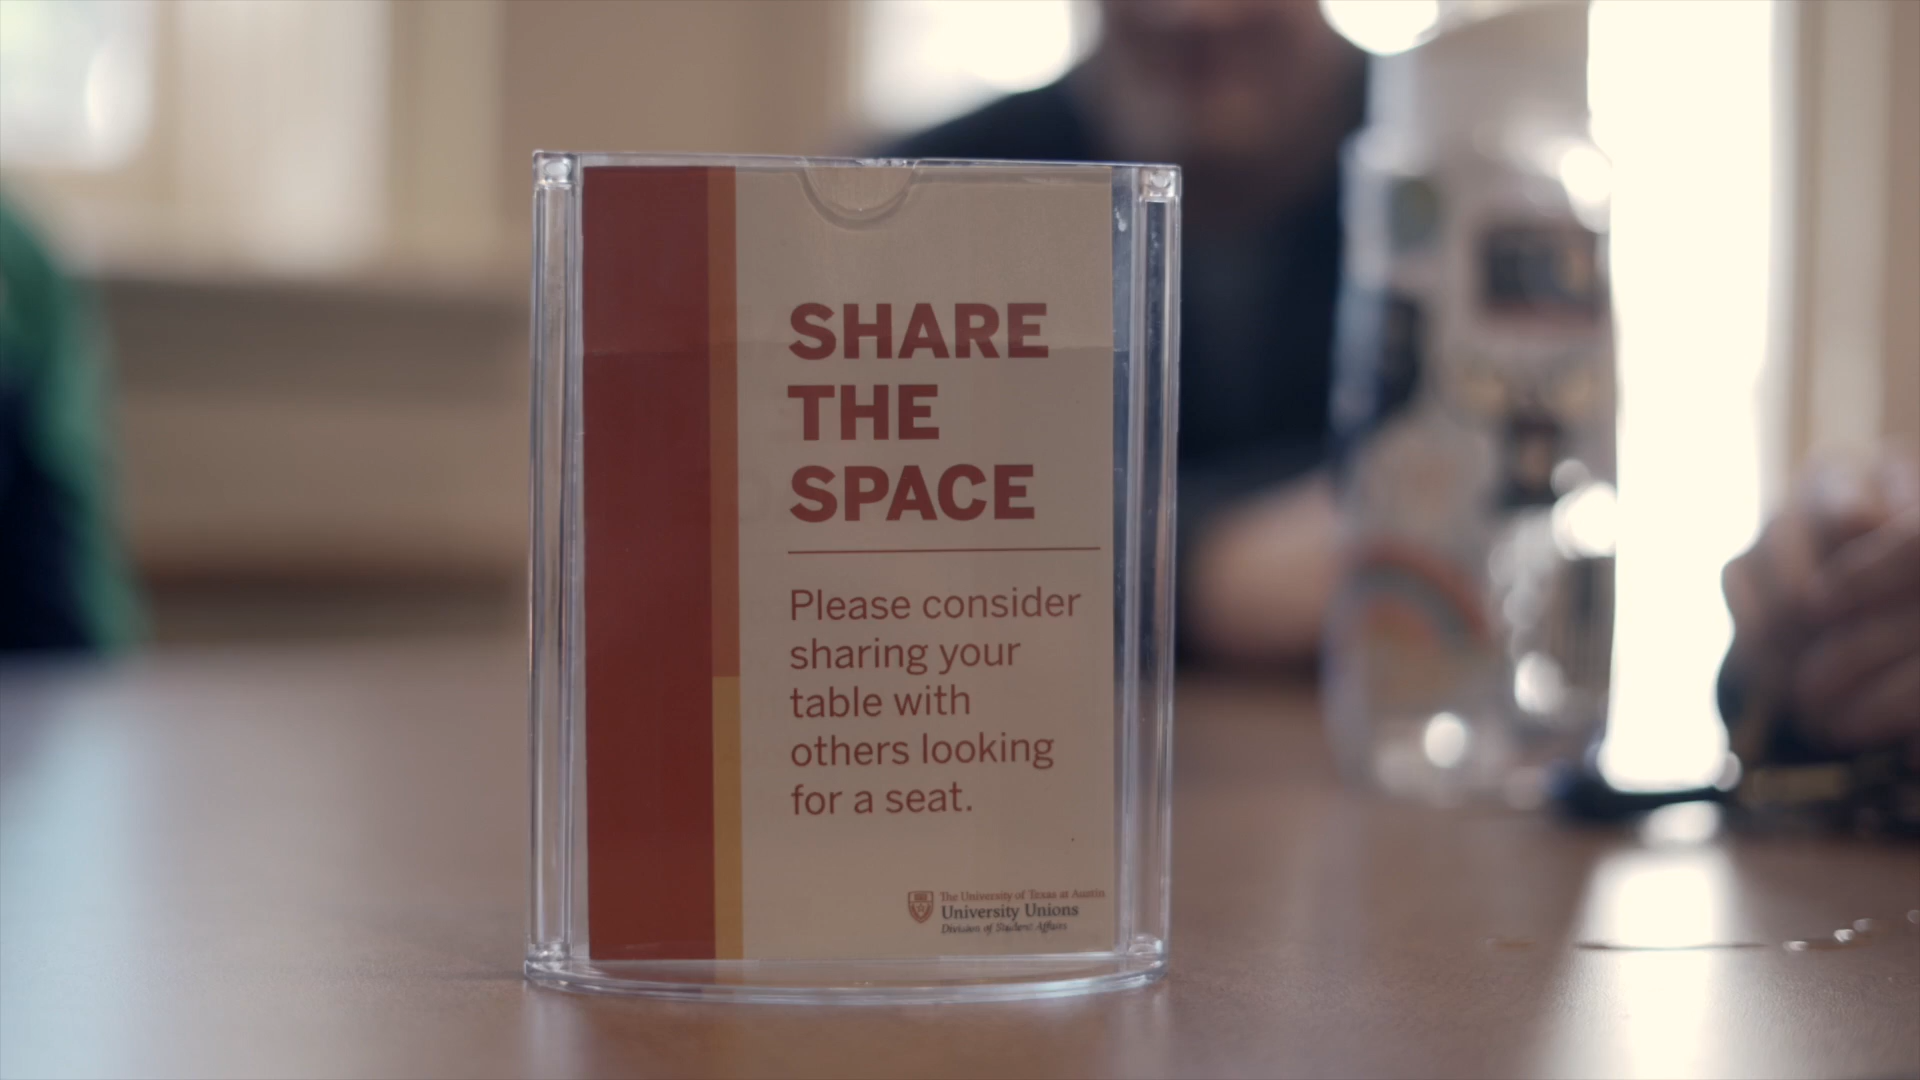 SHARE
THE
SPACE
Please consider
sharing your
table with
others looking
for a seat.
The University of Texas at Austin
University Unions
Division of Student Affairs